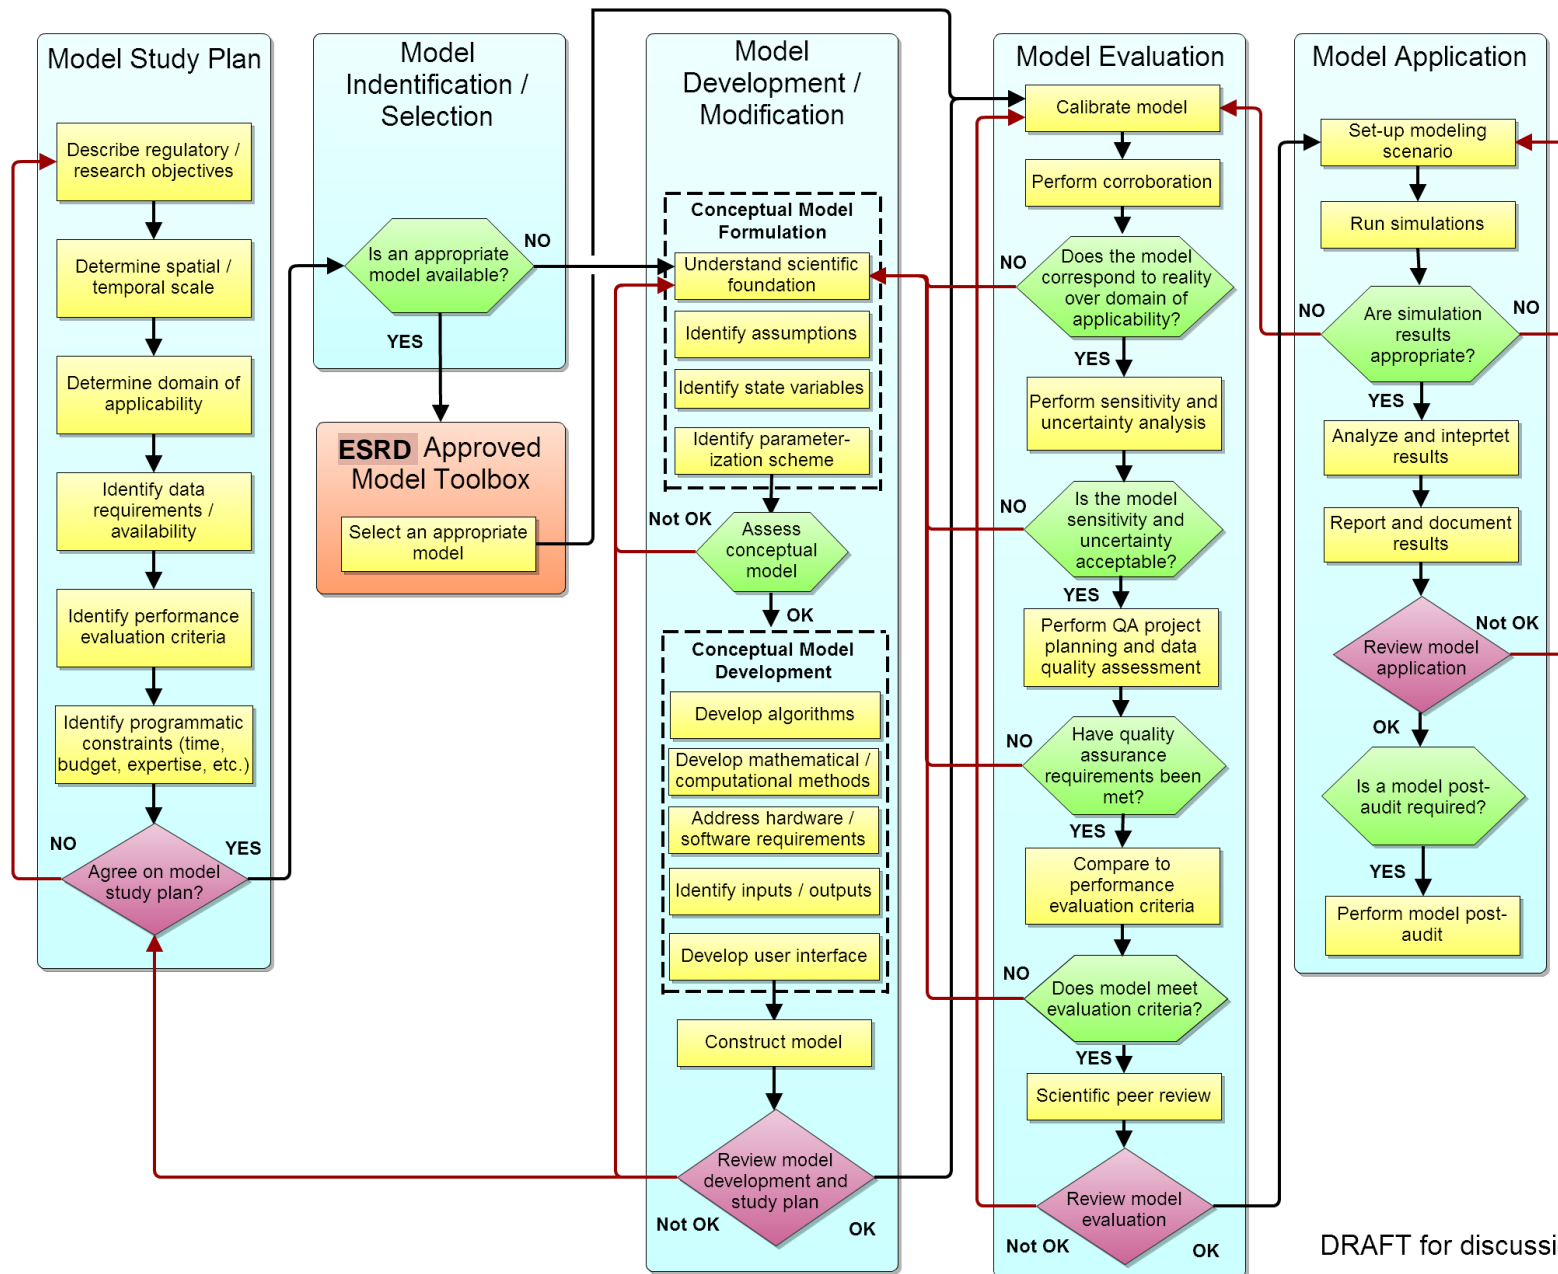 Model Study Plan
Describe regulatory /
research objectives
Determine spatial /
temporal scale
Determine domain of
applicability
Identify data
requirements /
availability
Identify performance
evaluation criteria
Identify programmatic
constraints (time,
budget, expertise, etc.)
NO
YES
Agree on model
study plan?
Model
Indentification /
Selection
Is an appropriate
model available?
NO
YES
ESRD Approved
Model Toolbox
Select an appropriate
model
Model
Development /
Modification
Conceptual Model
Formulation
Understand scientific
foundation
Identify assumptions
Identify state variables
Identify parameter-
ization scheme
Not OK
Assess
conceptual
model
OK
Conceptual Model
Development
Develop algorithms
Develop mathematical /
computational methods
Address hardware /
software requirements
Identify inputs / outputs
Develop user interface
Construct model
Review model
development and
study plan
Not OK
OK
Model Evaluation
Calibrate model
Perform corroboration
NO
Does the model
correspond to reality
over domain of
applicability?
YES
Perform sensitivity and
uncertainty analysis
NO
Is the model
sensitivity and
uncertainty
acceptable?
YES
Perform QA project
planning and data
quality assessment
NO
Have quality
assurance
requirements been
met?
YES
Compare to
performance
evaluation criteria
NO
Does model meet
evaluation criteria?
YES
Scientific peer review
Review model
evaluation
Not OK
OK
Model Application
Set-up modeling
scenario
Run simulations
NO
NO
Are simulation
results
appropriate?
YES
Analyze and inteprtet
results
Report and document
results
Not OK
Review model
application
OK
Is a model post-
audit required?
YES
Perform model post-
audit
DRAFT for discussi